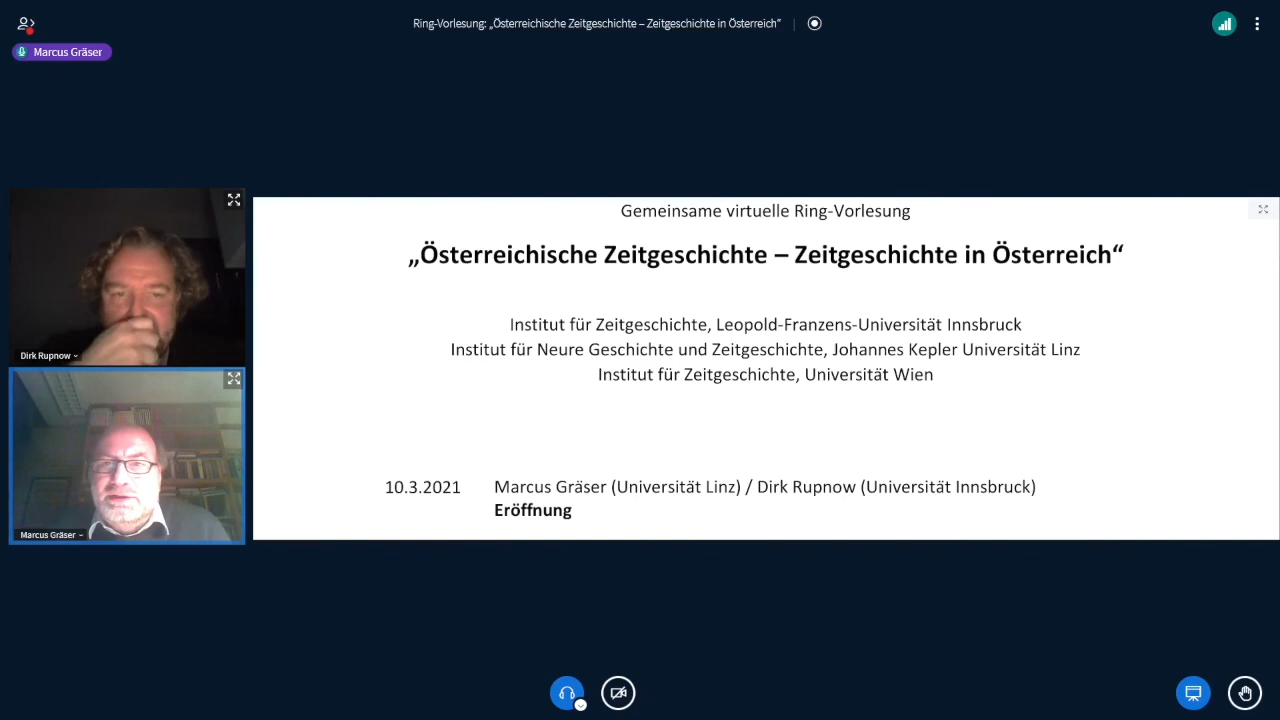 Ring-Vorlesung: „Österreichische Zeitgeschichte – Zeitgeschichte in Österreich“
Marcus Gräser
Dirk Rupnow
Marcus Gräser
Gemeinsame virtuelle Ring-Vorlesung
„Österreichische Zeitgeschichte – Zeitgeschichte in Österreich“
Institut für Zeitgeschichte, Leopold-Franzens-Universität Innsbruck
Institut für Neure Geschichte und Zeitgeschichte, Johannes Kepler Universität Linz
Institut für Zeitgeschichte, Universität Wien
10.3.2021 Marcus Gräser (Universität Linz) / Dirk Rupnow (Universität Innsbruck)
Eröffnung